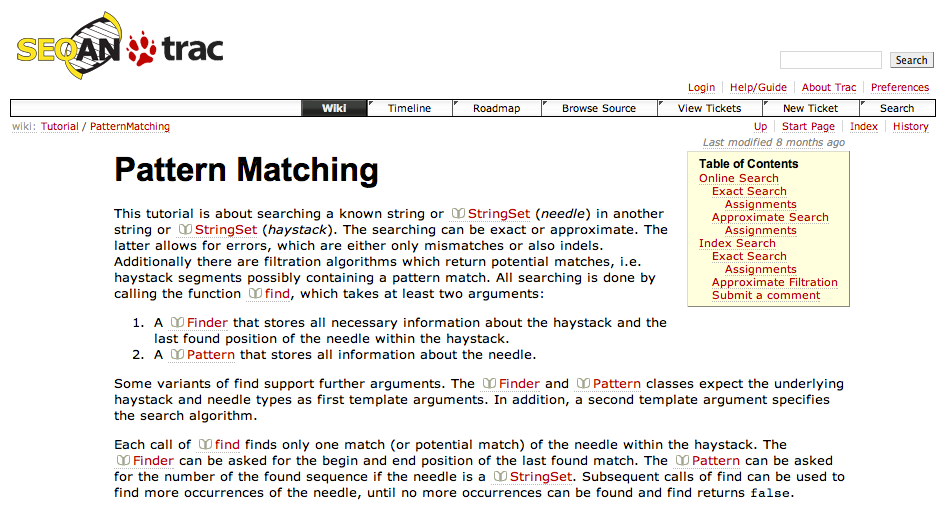 SEQAN trac
Search
Login Help/Guide About Trac Preferences
Wiki Timeline Roadmap Browse Source View Tickets New Ticket Search
wiki: Tutorial / PatternMatching
Up Start Page Index History
Last modified 8 months ago
Pattern Matching
Table of Contents
Online Search
Exact Search
Assignments
Approximate Search
Assignments
Index Search
Exact Search
Assignments
Approximate Filtration
Submit a comment
This tutorial is about searching a known string or StringSet (needle) in another
string or StringSet (haystack). The searching can be exact or approximate. The
latter allows for errors, which are either only mismatches or also indels.
Additionally there are filtration algorithms which return potential matches, i.e.
haystack segments possibly containing a pattern match. All searching is done by
calling the function find, which takes at least two arguments:
1. A Finder that stores all necessary information about the haystack and the
last found position of the needle within the haystack.
2. A Pattern that stores all information about the needle.
Some variants of find support further arguments. The Finder and Pattern classes expect the underlying
haystack and needle types as first template arguments. In addition, a second template argument specifies
the search algorithm.
Each call of find finds only one match (or potential match) of the needle within the haystack. The
Finder can be asked for the begin and end position of the last found match. The Pattern can be asked
for the number of the found sequence if the needle is a StringSet. Subsequent calls of find can be used to
find more occurrences of the needle, until no more occurrences can be found and find returns false.